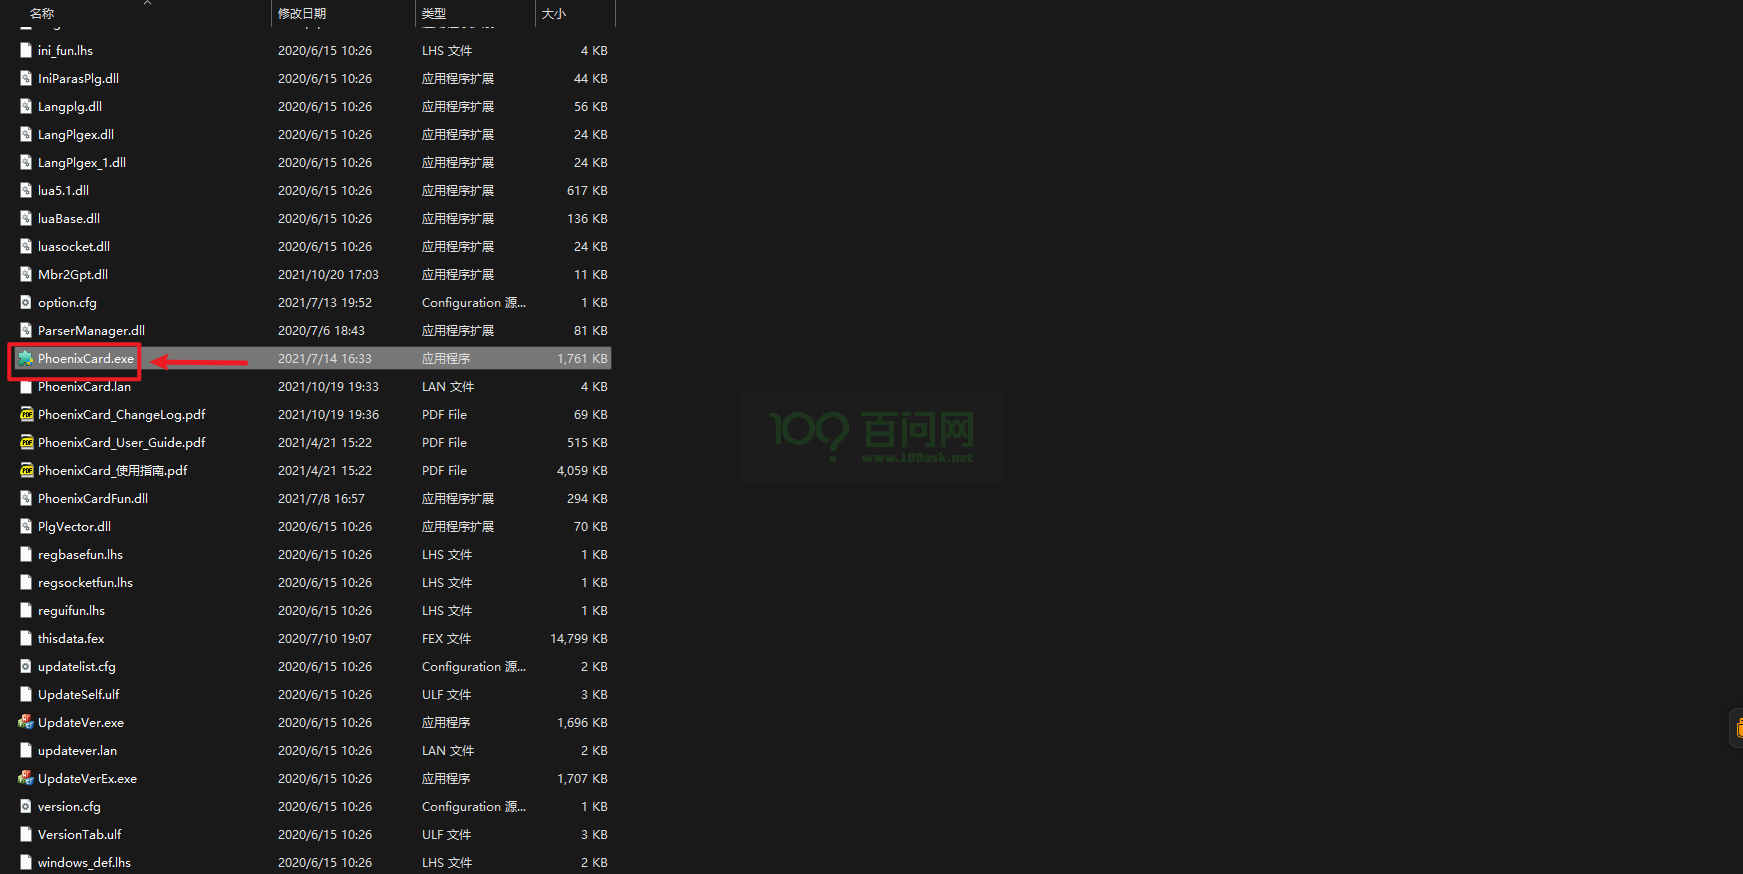 名称 修改日期 类型 大小
ini_fun.lhs 2020/6/15 10:26 LHS 文件 4 KB
IniParasPlg.dll 2020/6/15 10:26 应用程序扩展 44 KB
Langplg.dll 2020/6/15 10:26 应用程序扩展 56 KB
LangPlgex.dll 2020/6/15 10:26 应用程序扩展 24 KB
LangPlgex_1.dll 2020/6/15 10:26 应用程序扩展 24 KB
lua5.1.dll 2020/6/15 10:26 应用程序扩展 617 KB
luaBase.dll 2020/6/15 10:26 应用程序扩展 136 KB
luasocket.dll 2020/6/15 10:26 应用程序扩展 24 KB
Mbr2Gpt.dll 2021/10/20 17:03 应用程序扩展 11 KB
option.cfg 2021/7/13 19:52 Configuration 源... 1 KB
ParserManager.dll 2020/7/6 18:43 应用程序扩展 81 KB
PhoenixCard.exe 2021/7/14 16:33 应用程序 1,761 KB
PhoenixCard.lan 2021/10/19 19:33 LAN 文件 4 KB
PhoenixCard_ChangeLog.pdf 2021/10/19 19:36 PDF File 69 KB
PhoenixCard_User_Guide.pdf 2021/4/21 15:22 PDF File 515 KB
PhoenixCard_使用指南.pdf 2021/4/21 15:22 PDF File 4,059 KB
PhoenixCardFun.dll 2021/7/8 16:57 应用程序扩展 294 KB
PlgVector.dll 2020/6/15 10:26 应用程序扩展 70 KB
regbasefun.lhs 2020/6/15 10:26 LHS 文件 1 KB
regsocketfun.lhs 2020/6/15 10:26 LHS 文件 1 KB
reguifun.lhs 2020/6/15 10:26 LHS 文件 1 KB
thisdata.fex 2020/7/10 19:07 FEX 文件 14,799 KB
updatelist.cfg 2020/6/15 10:26 Configuration 源... 2 KB
UpdateSelf.ulf 2020/6/15 10:26 ULF 文件 3 KB
UpdateVer.exe 2020/6/15 10:26 应用程序 1,696 KB
updatever.lan 2020/6/15 10:26 LAN 文件 2 KB
UpdateVerEx.exe 2020/6/15 10:26 应用程序 1,707 KB
version.cfg 2020/6/15 10:26 Configuration 源... 1 KB
VersionTab.ulf 2020/6/15 10:26 ULF 文件 3 KB
windows_def.lhs 2020/6/15 10:26 LHS 文件 2 KB
百问网
www.100ask.net